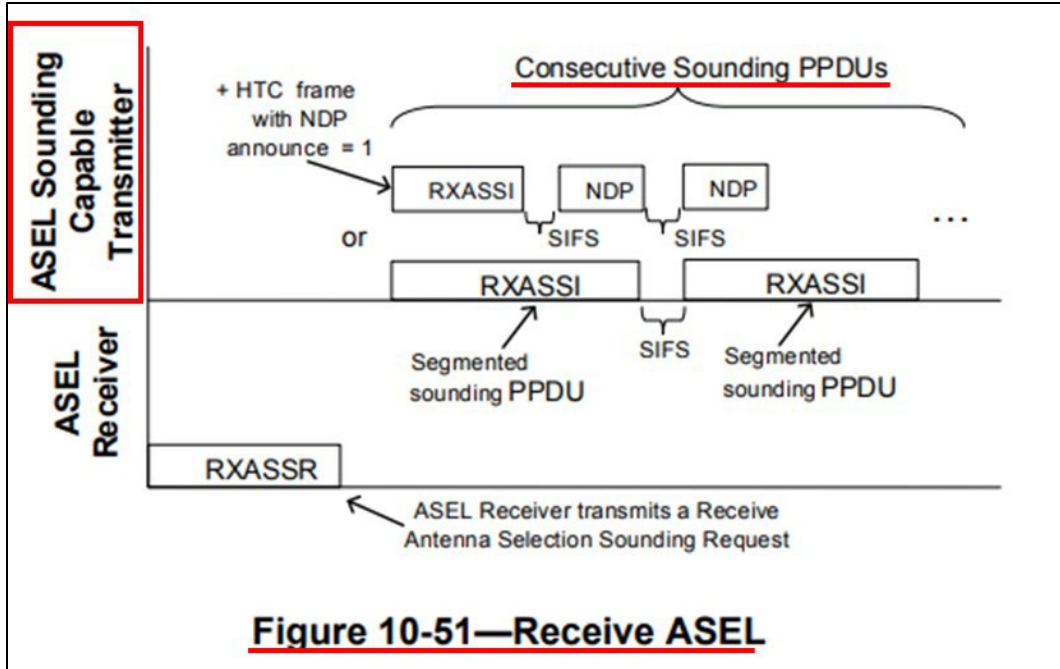 ASEL Sounding
Capable
Transmitter
Consecutive Sounding PPDUs
+ HTC frame
with NDP
announce = 1
RXASSI
NDP
NDP
SIFS
SIFS
...
or
RXASSI
RXASSI
SIFS
Segmented
sounding PPDU
Segmented
sounding PPDU
ASEL
Receiver
RXASSR
ASEL Receiver transmits a Receive
Antenna Selection Sounding Request
Figure 10-51—Receive ASEL